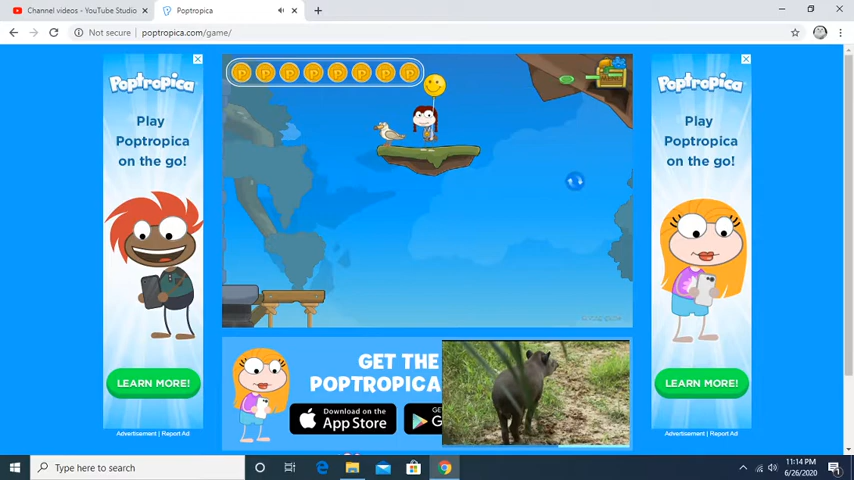 Channel videos - YouTube Studio
Poptropica
Not secure
poptropica.com/game/
Poptropica
Play
Poptropica
on the go!
LEARN MORE!
Advertisement | Report Ad
P P P P P P P P
GET THE
POPTROPICA
Download on the
App Store
GE
G
Poptropica
Play
Poptropica
on the go!
LEARN MORE!
Advertisement | Report Ad
Type here to search
11:14 PM
6/26/2020